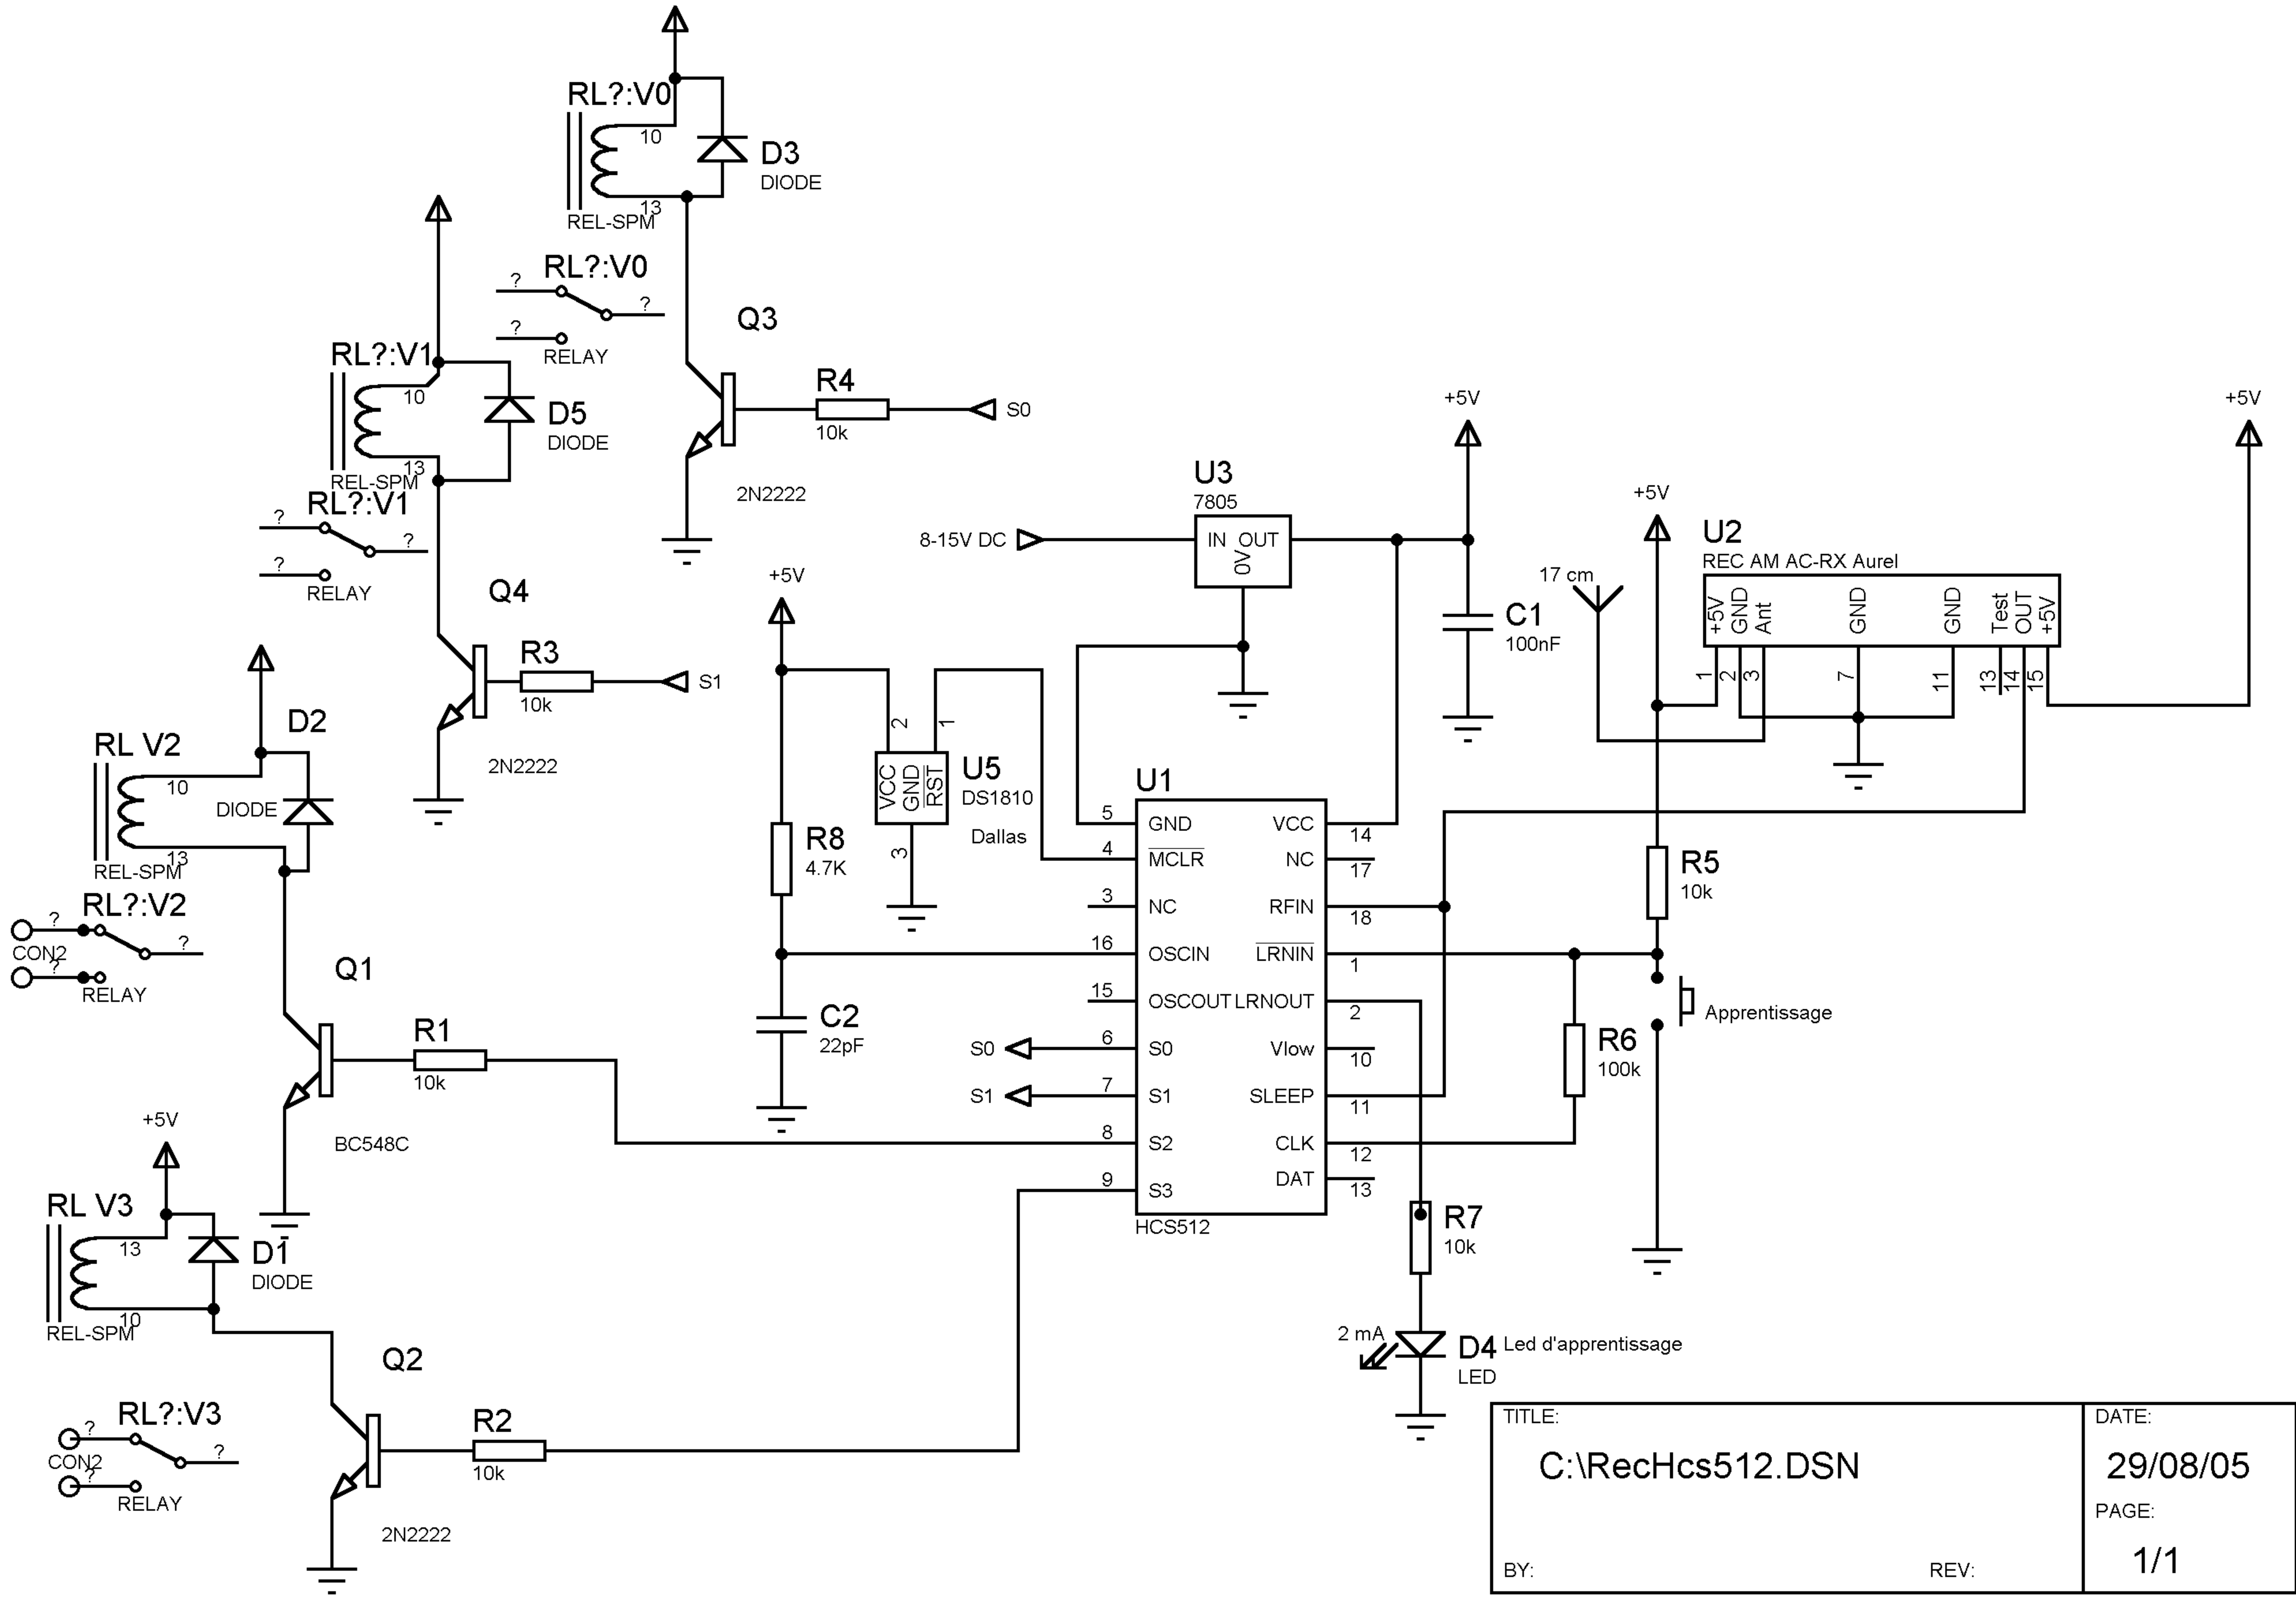 RL?:V0
10
D3
DIODE
13
REL-SPM
RL?:V0
?
?
?
RELAY
Q3
2N2222
R4
10k
S0
RL?:V1
10
D5
DIODE
13
REL-SPM
RL?:V1
?
?
?
RELAY
Q4
2N2222
R3
10k
S1
D2
RL V2
10
DIODE
13
REL-SPM
RL?:V2
?
?
CON2
?
RELAY
Q1
BC548C
R1
10k
+5V
RL V3
13
D1
DIODE
10
REL-SPM
Q2
2N2222
RL?:V3
?
?
CON2
?
RELAY
R2
10k
+5V
U3
7805
8-15V DC
IN OUT
0V
+5V
C1
100nF
2
1
VCC
GND
RST
U5
DS1810
Dallas
3
R8
4.7K
C2
22pF
S0
S1
U1
5 GND VCC 14
4 MCLR NC 17
3 NC RFIN 18
16 OSCIN LRNIN 1
15 OSCOUT LRNOUT 2
6 S0 Vlow 10
7 S1 SLEEP 11
8 S2 CLK 12
9 S3 DAT 13
HCS512
+5V
+5V
17 cm
U2
REC AM AC-RX Aurel
+5V
GND
Ant
GND
GND
Test
OUT
+5V
1
2
3
7
11
13
14
15
R5
10k
Apprentissage
R6
100k
R7
10k
2 mA
D4
LED
Led d'apprentissage
TITLE:
C:\RecHcs512.DSN
BY:
REV:
DATE:
29/08/05
PAGE:
1/1